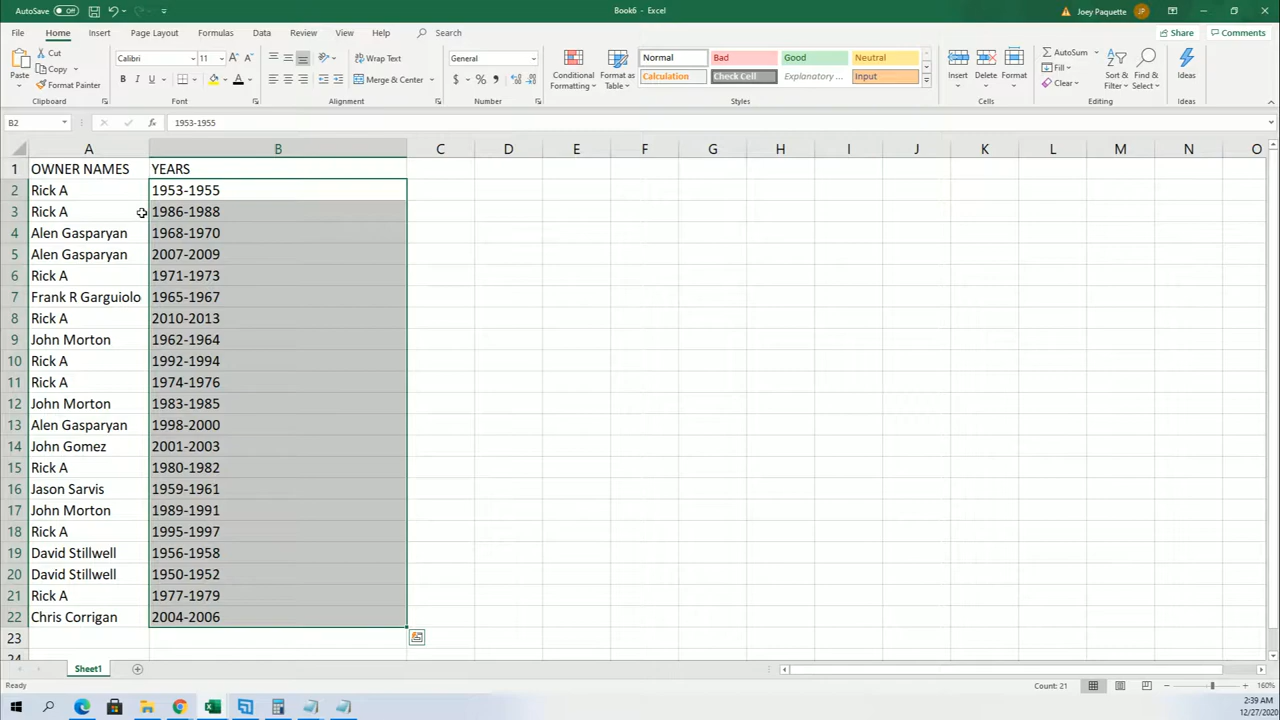 AutoSave Off Book6 - Excel Joey Paquette JP
File Home Insert Page Layout Formulas Data Review View Help Search Share Comments
Paste Cut Copy Format Painter Clipboard
Calibri 11 A A B I U A Font
Wrap Text Merge & Center Alignment
General $ % Number
Conditional Formatting Format as Table
Normal Bad Good Neutral
Calculation Check Cell Explanatory ... Input
Styles
Insert Delete Format Cells
AutoSum Fill Clear Sort & Filter Find & Select Editing
Ideas Ideas
B2 fx 1953-1955
A B C D E F G H I J K L M N O
1 OWNER NAMES YEARS
2 Rick A 1953-1955
3 Rick A 1986-1988
4 Alen Gasparyan 1968-1970
5 Alen Gasparyan 2007-2009
6 Rick A 1971-1973
7 Frank R Garguiolo 1965-1967
8 Rick A 2010-2013
9 John Morton 1962-1964
10 Rick A 1992-1994
11 Rick A 1974-1976
12 John Morton 1983-1985
13 Alen Gasparyan 1998-2000
14 John Gomez 2001-2003
15 Rick A 1980-1982
16 Jason Sarvis 1959-1961
17 John Morton 1989-1991
18 Rick A 1995-1997
19 David Stillwell 1956-1958
20 David Stillwell 1950-1952
21 Rick A 1977-1979
22 Chris Corrigan 2004-2006
23
24
Sheet1
Ready Count: 21 160%
2:39 AM
12/27/2020